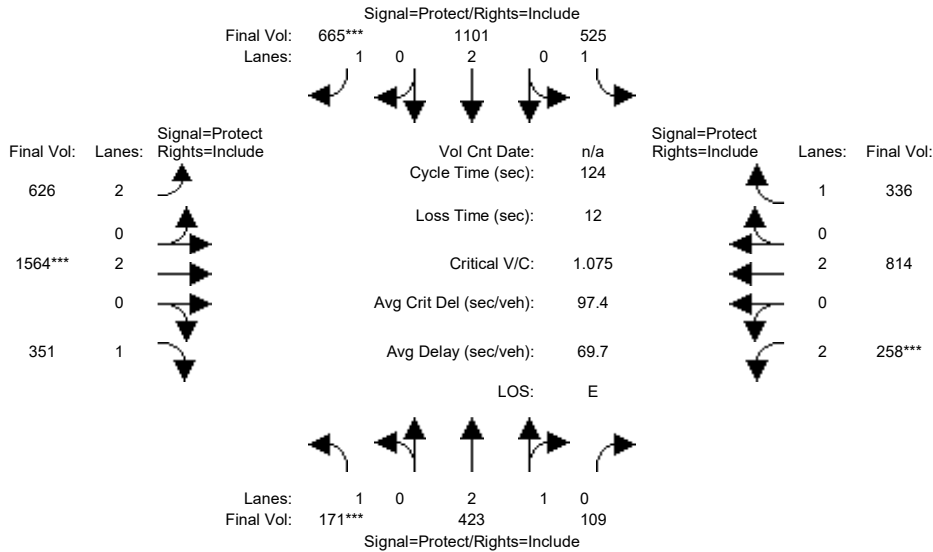 Signal=Protect/Rights=Include
Final Vol: 665*** 1101 525
Lanes: 1 0 2 0 1
Signal=Protect
Final Vol: Lanes: Rights=Include
Vol Cnt Date: n/a
Signal=Protect
Rights=Include Lanes: Final Vol:
Cycle Time (sec): 124
626 2
1 336
Loss Time (sec): 12
0
0
1564*** 2
Critical V/C: 1.075
2 814
0
Avg Crit Del (sec/veh): 97.4
0
351 1
Avg Delay (sec/veh): 69.7
2 258***
LOS: E
Lanes: 1 0 2 1 0
Final Vol: 171*** 423 109
Signal=Protect/Rights=Include